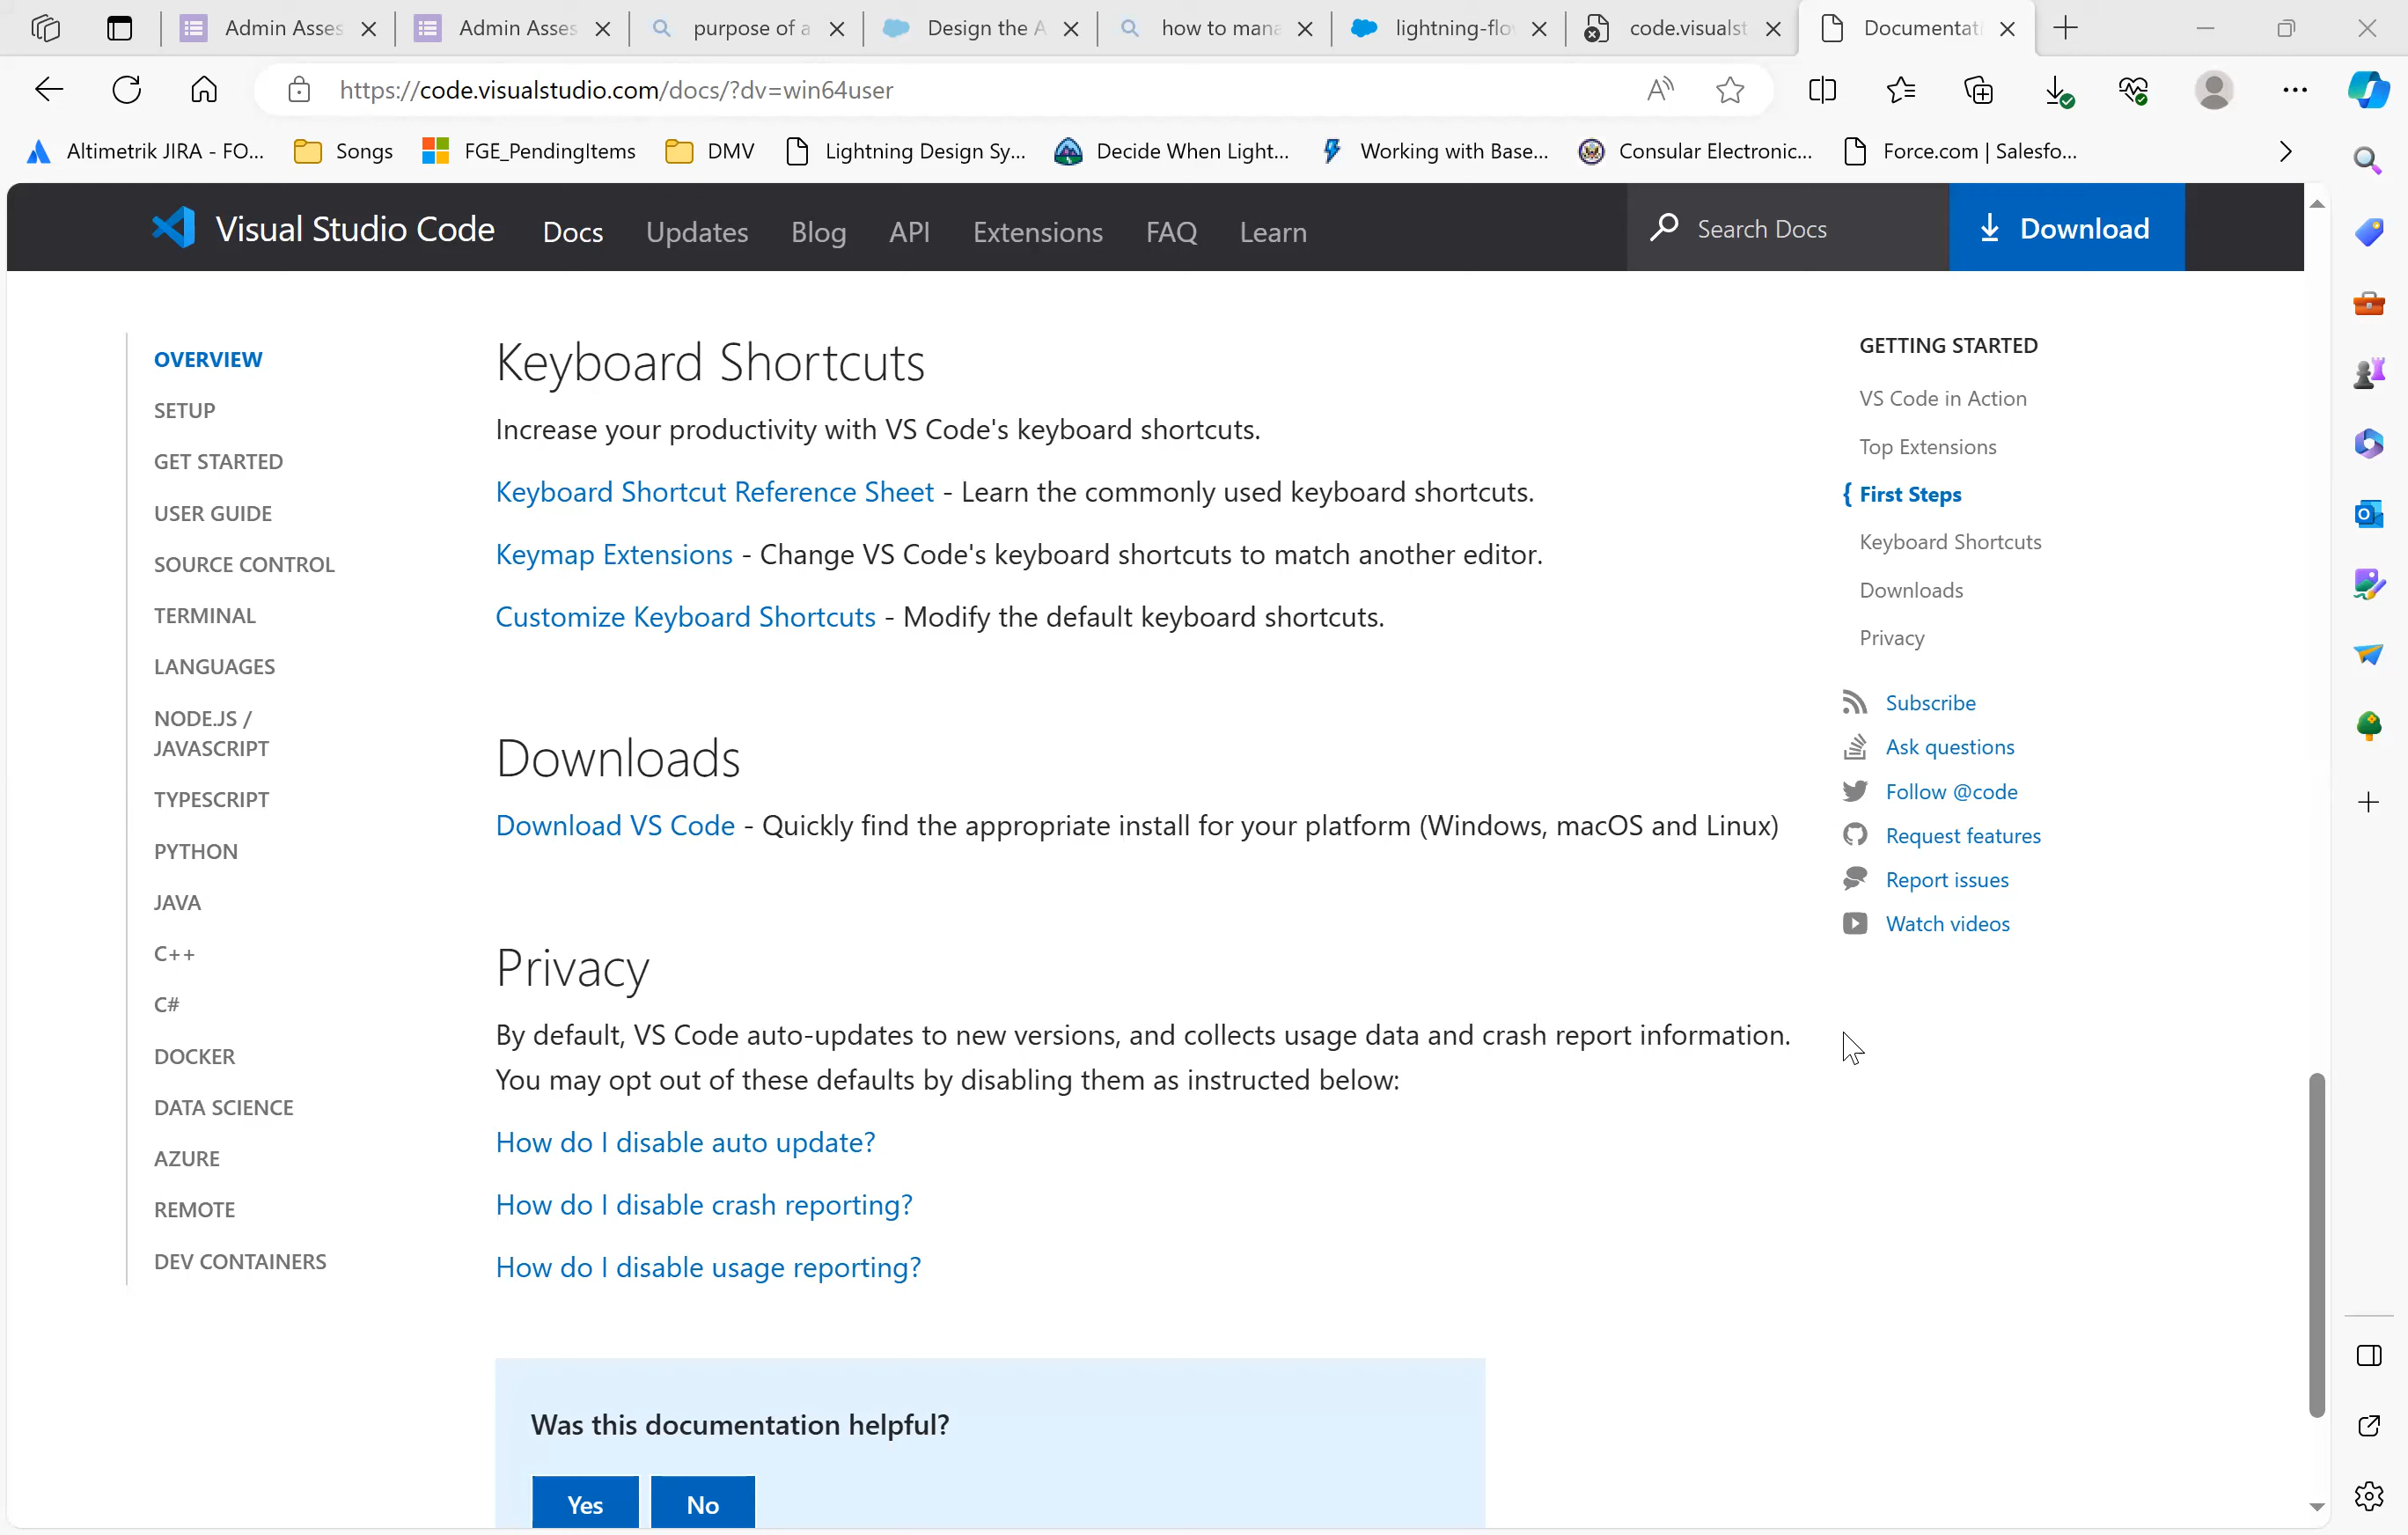 Admin Asses
Admin Asses
purpose of a
Design the A
how to mana
lightning-flo
code.visualst
Documentat
https://code.visualstudio.com/docs/?dv=win64user
Altimetrik JIRA - FO...
Songs
FGE_PendingItems
DMV
Lightning Design Sy...
Decide When Light...
Working with Base...
Consular Electronic...
Force.com | Salesfo...
Visual Studio Code
Docs
Updates
Blog
API
Extensions
FAQ
Learn
Search Docs
Download
OVERVIEW
SETUP
GET STARTED
USER GUIDE
SOURCE CONTROL
TERMINAL
LANGUAGES
NODE.JS /
JAVASCRIPT
TYPESCRIPT
PYTHON
JAVA
C++
C#
DOCKER
DATA SCIENCE
AZURE
REMOTE
DEV CONTAINERS
Keyboard Shortcuts
Increase your productivity with VS Code's keyboard shortcuts.
Keyboard Shortcut Reference Sheet - Learn the commonly used keyboard shortcuts.
Keymap Extensions - Change VS Code's keyboard shortcuts to match another editor.
Customize Keyboard Shortcuts - Modify the default keyboard shortcuts.
Downloads
Download VS Code - Quickly find the appropriate install for your platform (Windows, macOS and Linux)
Privacy
By default, VS Code auto-updates to new versions, and collects usage data and crash report information.
You may opt out of these defaults by disabling them as instructed below:
How do I disable auto update?
How do I disable crash reporting?
How do I disable usage reporting?
Was this documentation helpful?
Yes
No
GETTING STARTED
VS Code in Action
Top Extensions
{ First Steps
Keyboard Shortcuts
Downloads
Privacy
Subscribe
Ask questions
Follow @code
Request features
Report issues
Watch videos